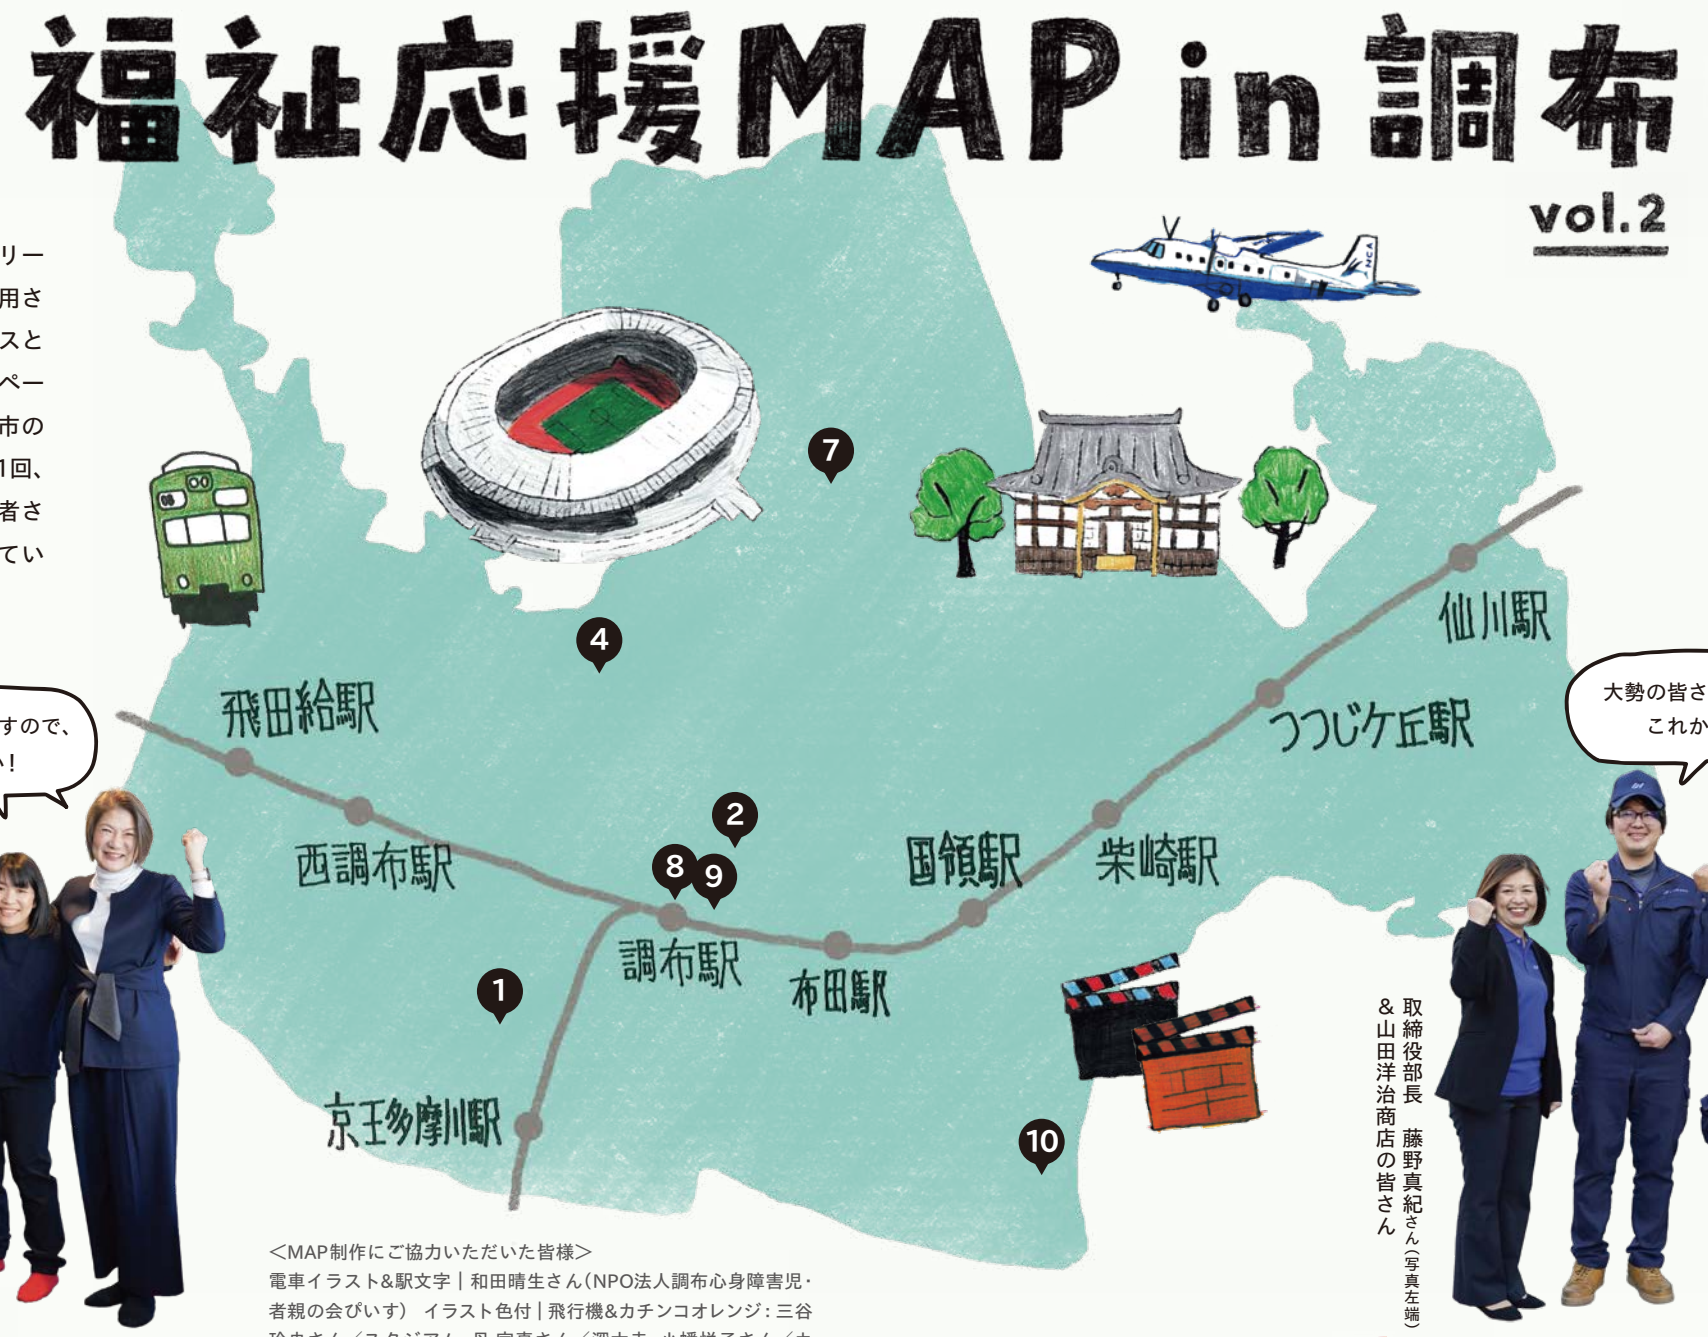 福祉応援MAP in 調布
vol.2
リー
用さ
スと
ペー
市の
1回、
者さ
てい
NCA
7
4
仙川駅
飛田給駅
つつじケ丘駅
すので、
い!
大勢の皆さ
これか
2
8
9
西調布駅
国領駅
柴崎駅
調布駅
布田駅
1
京王多摩川駅
10
取締役部長 藤野真紀さん(写真左端)
&山田洋治商店の皆さん
<MAP制作にご協力いただいた皆様>
電車イラスト&駅文字|和田晴生さん(NPO法人調布心身障害児・
者親の会ぴいす) イラスト色付|飛行機&カチンコオレンジ:三谷